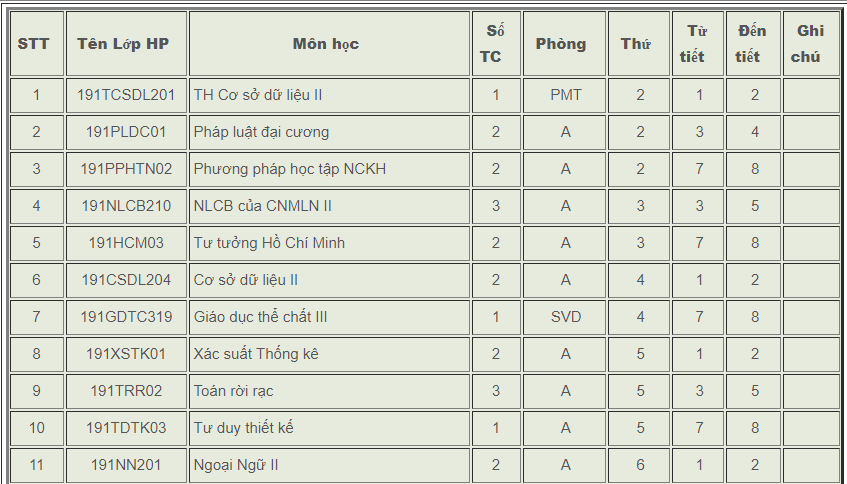 STT Tên Lớp HP Môn học Số TC Phòng Thứ Từ tiết Đến tiết Ghi chú
1 191TCSDL201 TH Cơ sở dữ liệu II 1 PMT 2 1 2
2 191PLDC01 Pháp luật đại cương 2 A 2 3 4
3 191PPHTN02 Phương pháp học tập NCKH 2 A 2 7 8
4 191NLCB210 NLCB của CNMLN II 3 A 3 3 5
5 191HCM03 Tư tưởng Hồ Chí Minh 2 A 3 7 8
6 191CSDL204 Cơ sở dữ liệu II 2 A 4 1 2
7 191GDTC319 Giáo dục thể chất III 1 SVD 4 7 8
8 191XSTK01 Xác suất Thống kê 2 A 5 1 2
9 191TRR02 Toán rời rạc 3 A 5 3 5
10 191TDTK03 Tư duy thiết kế 1 A 5 7 8
11 191NN201 Ngoại Ngữ II 2 A 6 1 2